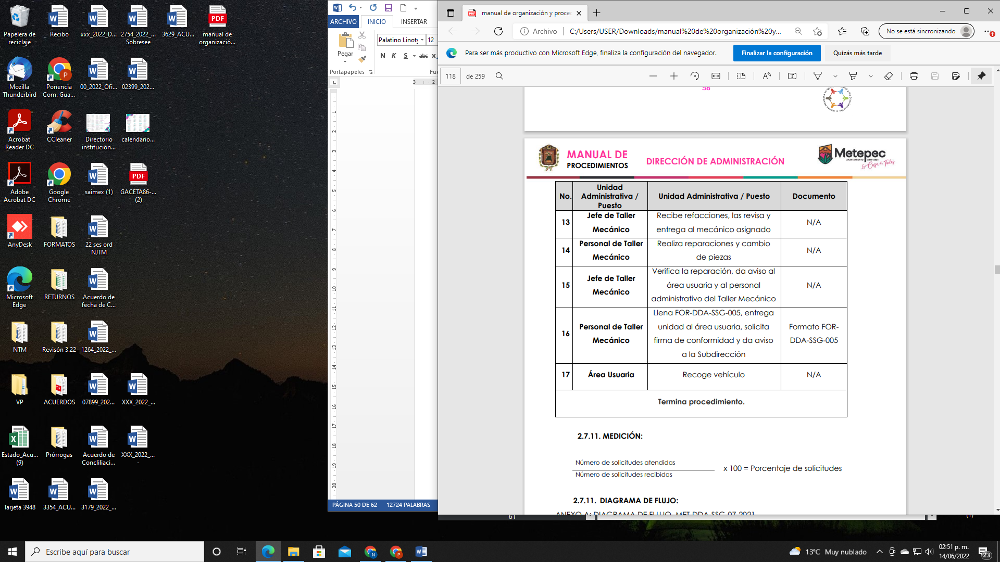 Papelera de reciclaje
Recibo
xxx_2022_D...
2754_2022_... Sobresee
3629_ACU...
manual de organizació...
Mozilla Thunderbird
Ponencia Com. Gua...
00_2022_Ofi...
02399_202...
Acrobat Reader DC
CCleaner
Directorio institucion...
calendario...
Adobe Acrobat DC
Google Chrome
saimex (1)
GACETA86-... (2)
AnyDesk
FORMATOS
22 ses ord NJTM
Microsoft Edge
RETURNOS
Acuerdo de fecha de C...
NTM
Revisón 3.22
1264_2022_...
VP
ACUERDOS
07899_202...
XXX_2022_...
Estado_Acu... (9)
Prórrogas
Acuerdo de Concliliaci...
XXX_2022_... -
Tarjeta 3948
3354_ACU...
3179_2022_...
ARCHIVO INICIO INSERTAR
Pegar
Palatino Linoty 12
N K S abc x
Portapapeles Fue
PÁGINA 50 DE 62 12724 PALABRAS
manual de organización y proced
Archivo C:/Users/USER/Downloads/manual%20de%20organización%20y... No se está sincronizando
Para ser más productivo con Microsoft Edge, finaliza la configuración del navegador. Finalizar la configuración Quizás más tarde
118 de 259
56
MANUAL DE
PROCEDIMIENTOS
DIRECCIÓN DE ADMINISTRACIÓN
Metepec
AYUNTAMIENTO 2019-2021
La Casa de Todos
No. Unidad Administrativa / Puesto Unidad Administrativa / Puesto Documento
13 Jefe de Taller Mecánico Recibe refacciones, las revisa y entrega al mecánico asignado N/A
14 Personal de Taller Mecánico Realiza reparaciones y cambio de piezas N/A
15 Jefe de Taller Mecánico Verifica la reparación, da aviso al área usuaria y al personal administrativo del Taller Mecánico N/A
16 Personal de Taller Mecánico Llena FOR-DDA-SSG-005, entrega unidad al área usuaria, solicita firma de conformidad y da aviso a la Subdirección Formato FOR-DDA-SSG-005
17 Área Usuaria Recoge vehículo N/A
Termina procedimiento.
2.7.11. MEDICIÓN:
Número de solicitudes atendidas
Número de solicitudes recibidas
x 100 = Porcentaje de solicitudes
2.7.11. DIAGRAMA DE FLUJO:
ANEXO A: DIAGRAMA DE FLUJO MET-DDA-SSG-07-2021
61
(1)
Escribe aquí para buscar
13°C Muy nublado
02:51 p. m.
14/06/2022
23